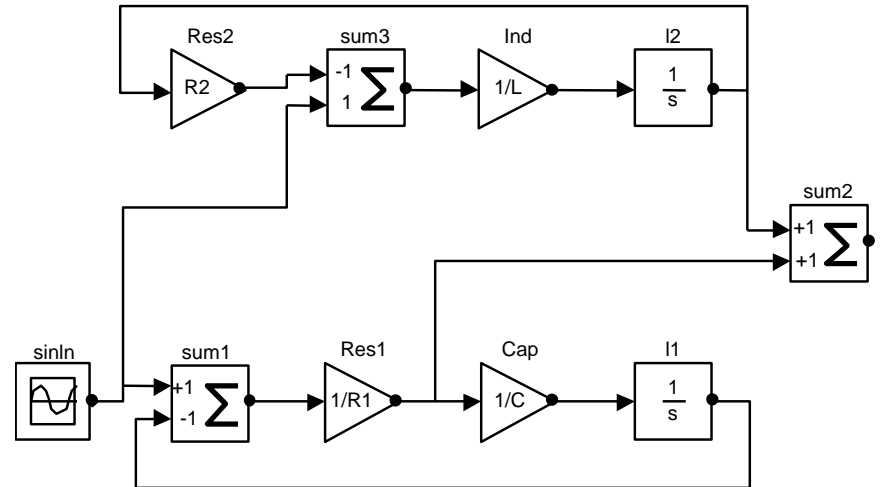 Res2
sum3
Ind
I2
R2
-1
1
Σ
1/L
1
s
sum2
+1
+1
Σ
sinIn
sum1
Res1
Cap
I1
+1
-1
Σ
1/R1
1/C
1
s